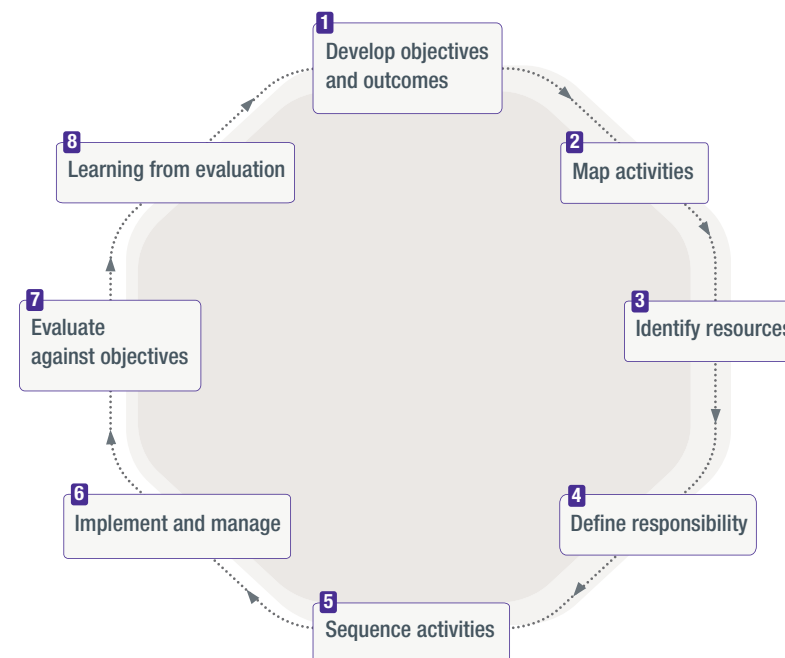 1
Develop objectives
and outcomes
2
Map activities
3
Identify resources
4
Define responsibility
5
Sequence activities
6
Implement and manage
7
Evaluate
against objectives
8
Learning from evaluation